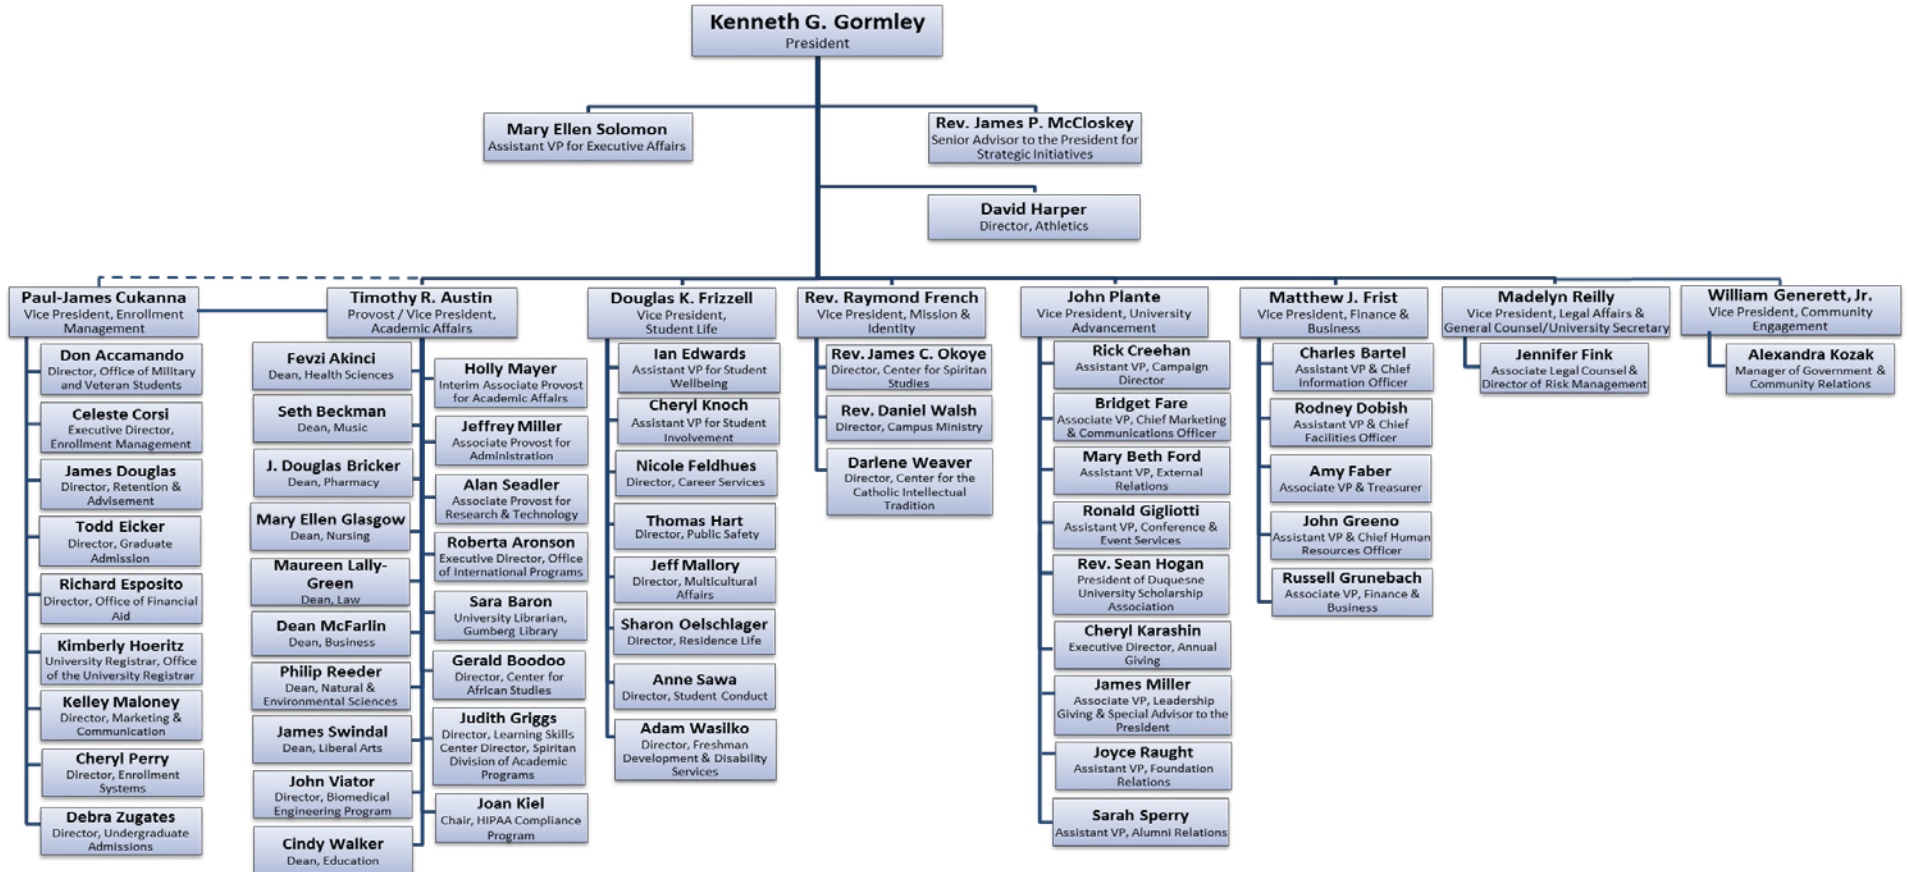 Kenneth G. Gormley
President
Mary Ellen Solomon
Assistant VP for Executive Affairs
Rev. James P. McCloskey
Senior Advisor to the President for
Strategic Initiatives
David Harper
Director, Athletics
Paul-James Cukanna
Vice President, Enrollment
Management
Don Accamando
Director, Office of Military
and Veteran Students
Celeste Corsi
Executive Director,
Enrollment Management
James Douglas
Director, Retention &
Advisement
Todd Eicker
Director, Graduate
Admission
Richard Esposito
Director, Office of Financial
Aid
Kimberly Hoeritz
University Registrar, Office
of the University Registrar
Kelley Maloney
Director, Marketing &
Communication
Cheryl Perry
Director, Enrollment
Systems
Debra Zugates
Director, Undergraduate
Admissions
Timothy R. Austin
Provost / Vice President,
Academic Affairs
Fevzi Akinci
Dean, Health Sciences
Seth Beckman
Dean, Music
J. Douglas Bricker
Dean, Pharmacy
Mary Ellen Glasgow
Dean, Nursing
Maureen Lally-
Green
Dean, Law
Dean McFarlin
Dean, Business
Philip Reeder
Dean, Natural &
Environmental Sciences
James Swindal
Dean, Liberal Arts
John Viator
Director, Biomedical
Engineering Program
Cindy Walker
Dean, Education
Holly Mayer
Interim Associate Provost
for Academic Affairs
Jeffrey Miller
Associate Provost for
Administration
Alan Seadler
Associate Provost for
Research & Technology
Roberta Aronson
Executive Director, Office
of International Programs
Sara Baron
University Librarian,
Gumberg Library
Gerald Boodoo
Director, Center for
African Studies
Judith Griggs
Director, Learning Skills
Center Director, Spiritan
Division of Academic
Programs
Joan Kiel
Chair, HIPAA Compliance
Program
Douglas K. Frizzell
Vice President,
Student Life
Ian Edwards
Assistant VP for Student
Wellbeing
Cheryl Knoch
Assistant VP for Student
Involvement
Nicole Feldhues
Director, Career Services
Thomas Hart
Director, Public Safety
Jeff Mallory
Director, Multicultural
Affairs
Sharon Oelschlager
Director, Residence Life
Anne Sawa
Director, Student Conduct
Adam Wasilko
Director, Freshman
Development & Disability
Services
Rev. Raymond French
Vice President, Mission &
Identity
Rev. James C. Okoye
Director, Center for Spiritan
Studies
Rev. Daniel Walsh
Director, Campus Ministry
Darlene Weaver
Director, Center for the
Catholic Intellectual
Tradition
John Plante
Vice President, University
Advancement
Rick Creehan
Assistant VP, Campaign
Director
Bridget Fare
Associate VP, Chief Marketing
& Communications Officer
Mary Beth Ford
Assistant VP, External
Relations
Ronald Gigliotti
Assistant VP, Conference &
Event Services
Rev. Sean Hogan
President of Duquesne
University Scholarship
Association
Cheryl Karashin
Executive Director, Annual
Giving
James Miller
Associate VP, Leadership
Giving & Special Advisor to the
President
Joyce Raught
Assistant VP, Foundation
Relations
Sarah Sperry
Assistant VP, Alumni Relations
Matthew J. Frist
Vice President, Finance &
Business
Charles Bartel
Assistant VP & Chief
Information Officer
Rodney Dobish
Assistant VP & Chief
Facilities Officer
Amy Faber
Associate VP & Treasurer
John Greeno
Assistant VP & Chief Human
Resources Officer
Russell Grunebach
Associate VP, Finance &
Business
Madelyn Reilly
Vice President, Legal Affairs &
General Counsel/University Secretary
Jennifer Fink
Associate Legal Counsel &
Director of Risk Management
William Generett, Jr.
Vice President, Community
Engagement
Alexandra Kozak
Manager of Government &
Community Relations